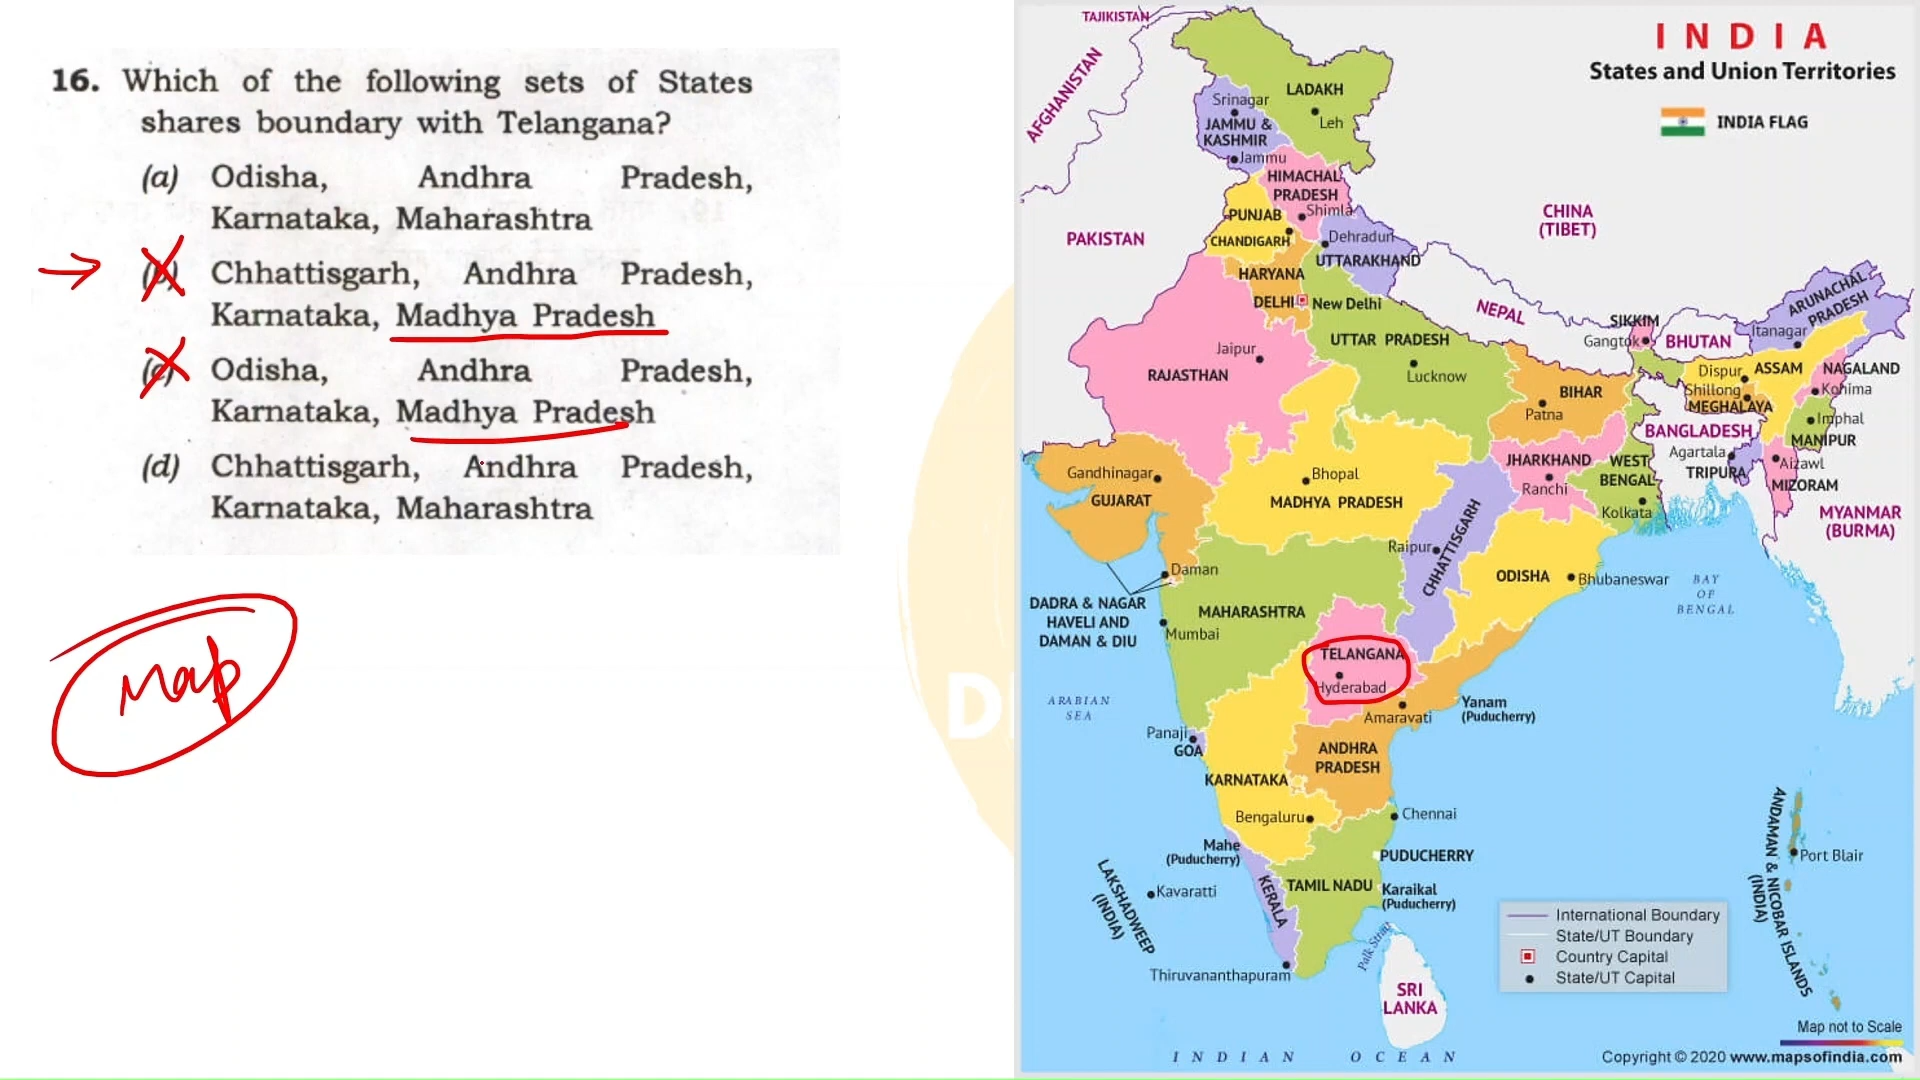 16. Which of the following sets of States
shares boundary with Telangana?
(a) Odisha, Andhra Pradesh,
Karnataka, Maharashtra
(b) Chhattisgarh, Andhra Pradesh,
Karnataka, Madhya Pradesh
(c) Odisha, Andhra Pradesh,
Karnataka, Madhya Pradesh
(d) Chhattisgarh, Andhra Pradesh,
Karnataka, Maharashtra
Map
D
INDIA
States and Union Territories
INDIA FLAG
TAJIKISTAN
AFGHANISTAN
PAKISTAN
CHINA
(TIBET)
NEPAL
BHUTAN
BANGLADESH
MYANMAR
(BURMA)
SRI
LANKA
LADAKH
Leh
Srinagar
JAMMU &
KASHMIR
Jammu
HIMACHAL
PRADESH
Shimla
PUNJAB
CHANDIGARH
Dehradun
UTTARAKHAND
HARYANA
DELHI
New Delhi
UTTAR PRADESH
Lucknow
Jaipur
RAJASTHAN
BIHAR
Patna
SIKKIM
Gangtok
ARUNACHAL
PRADESH
Itanagar
Dispur
ASSAM
NAGALAND
Kohima
Shillong
MEGHALAYA
Imphal
MANIPUR
Agartala
TRIPURA
Aizawl
MIZORAM
JHARKHAND
Ranchi
WEST
BENGAL
Kolkata
Gandhinagar
GUJARAT
Bhopal
MADHYA PRADESH
Raipur
CHHATTISGARH
ODISHA
Bhubaneswar
Daman
DADRA & NAGAR
HAVELI AND
DAMAN & DIU
MAHARASHTRA
Mumbai
TELANGANA
Hyderabad
Amaravati
Yanam
(Puducherry)
ANDHRA
PRADESH
Panaji
GOA
KARNATAKA
Bengaluru
Chennai
Mahe
(Puducherry)
PUDUCHERRY
KERALA
TAMIL NADU
Karaikal
(Puducherry)
LAKSHADWEEP
(INDIA)
Kavaratti
Thiruvananthapuram
Palk Strait
ANDAMAN & NICOBAR ISLANDS
(INDIA)
Port Blair
ARABIAN
SEA
BAY
OF
BENGAL
INDIAN OCEAN
International Boundary
State/UT Boundary
Country Capital
State/UT Capital
Map not to Scale
Copyright © 2020 www.mapsofindia.com